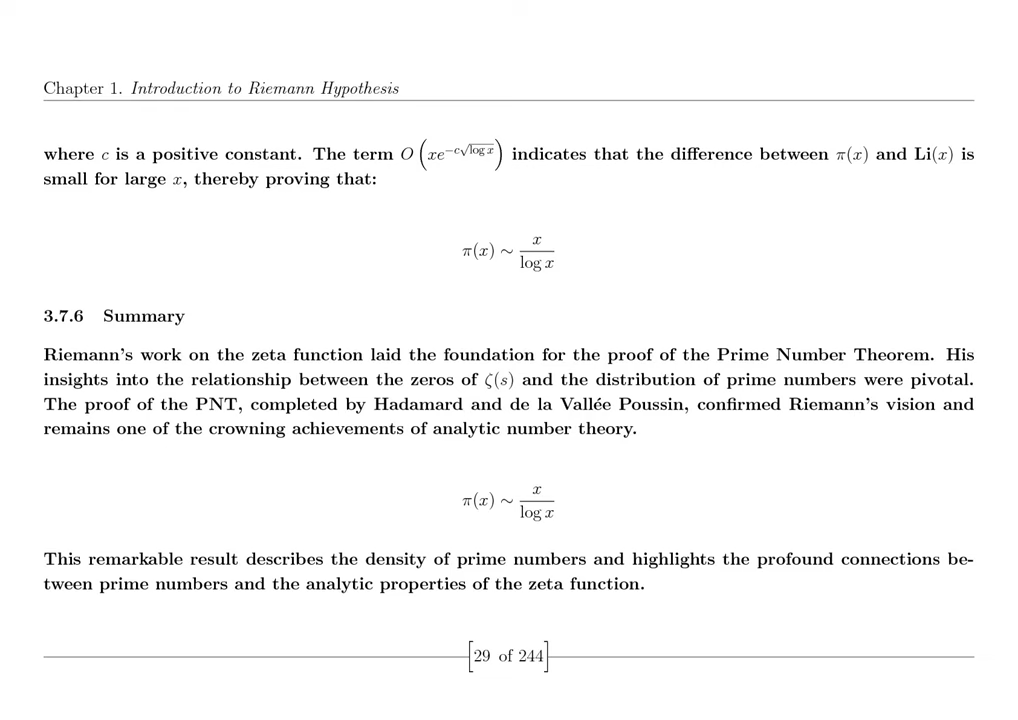 Chapter 1. Introduction to Riemann Hypothesis
where c is a positive constant. The term O(xe^{−c√log x}) indicates that the difference between π(x) and Li(x) is
small for large x, thereby proving that:
π(x) ∼ x / log x
3.7.6 Summary
Riemann's work on the zeta function laid the foundation for the proof of the Prime Number Theorem. His
insights into the relationship between the zeros of ζ(s) and the distribution of prime numbers were pivotal.
The proof of the PNT, completed by Hadamard and de la Vallée Poussin, confirmed Riemann's vision and
remains one of the crowning achievements of analytic number theory.
π(x) ∼ x / log x
This remarkable result describes the density of prime numbers and highlights the profound connections be-
tween prime numbers and the analytic properties of the zeta function.
[29 of 244]